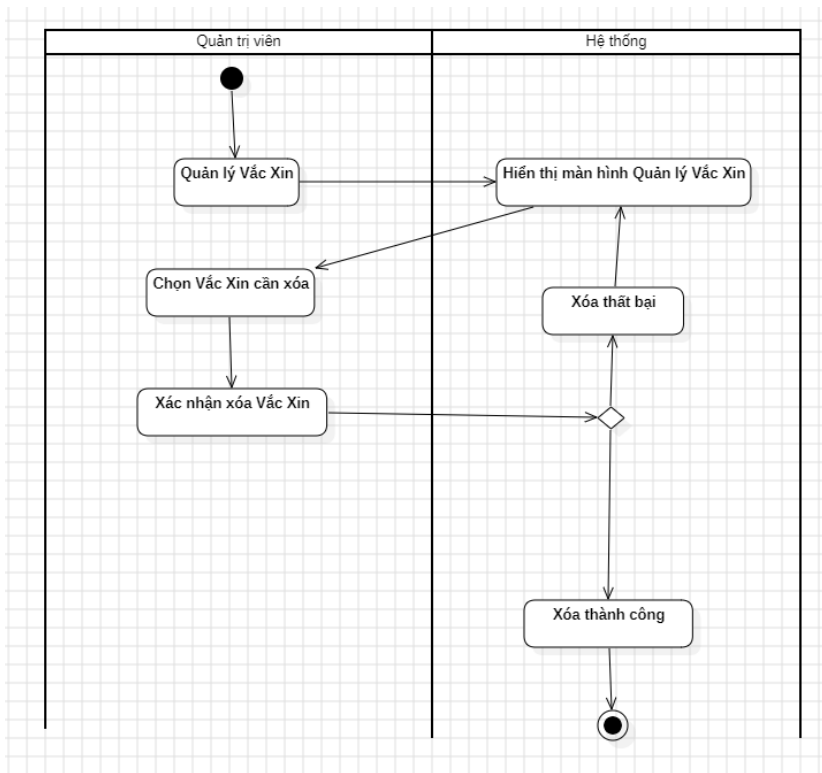 Quản trị viên
Hệ thống
Quản lý Vắc Xin
Hiển thị màn hình Quản lý Vắc Xin
Chọn Vắc Xin cần xóa
Xóa thất bại
Xác nhận xóa Vắc Xin
Xóa thành công